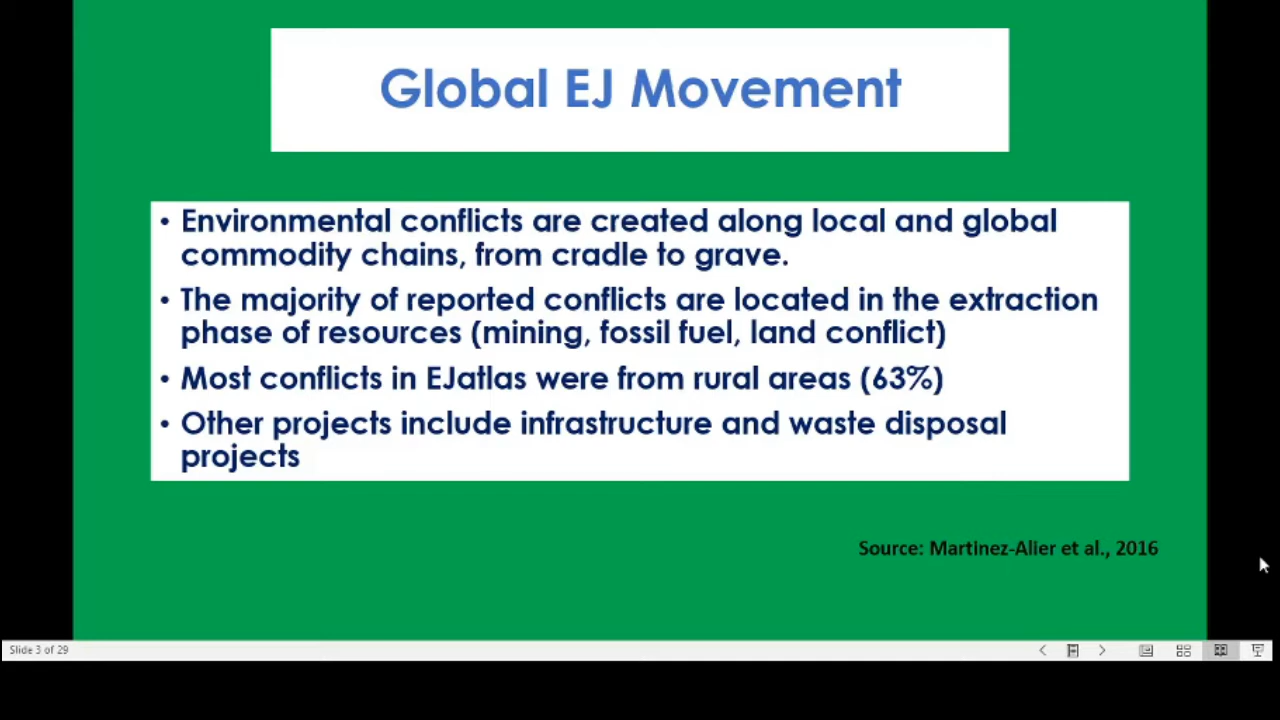 Global EJ Movement
• Environmental conflicts are created along local and global
commodity chains, from cradle to grave.
• The majority of reported conflicts are located in the extraction
phase of resources (mining, fossil fuel, land conflict)
• Most conflicts in EJatlas were from rural areas (63%)
• Other projects include infrastructure and waste disposal
projects
Source: Martinez-Alier et al., 2016
Slide 3 of 29